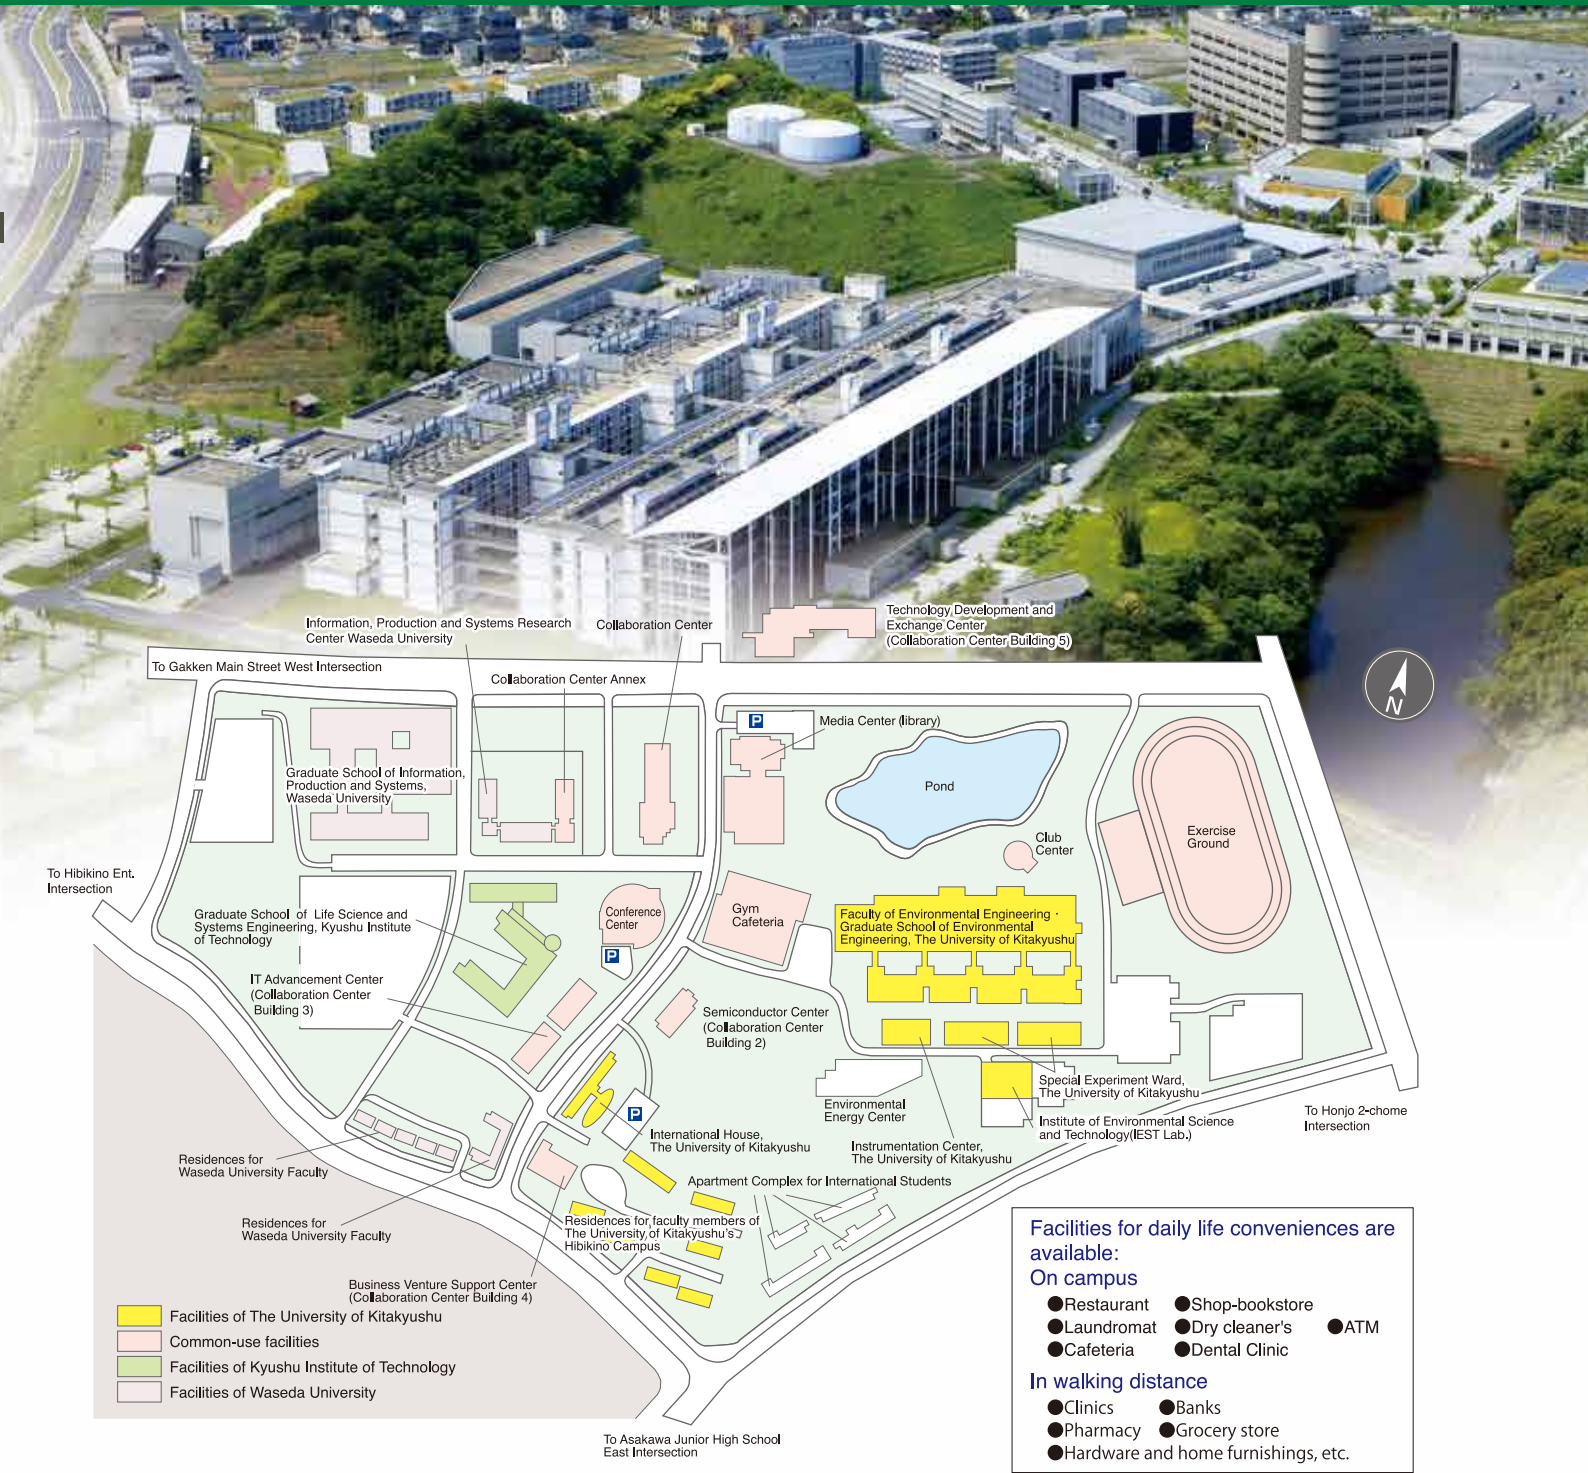 Information, Production and Systems Research
Center Waseda University
Collaboration Center
Technology Development and
Exchange Center
(Collaboration Center Building 5)
To Gakken Main Street West Intersection
Collaboration Center Annex
N
P
Media Center (library)
Graduate School of Information,
Production and Systems,
Waseda University
Pond
Exercise
Ground
Club
Center
To Hibikino Ent.
Intersection
Graduate School of Life Science and
Systems Engineering, Kyushu Institute
of Technology
Conference
Center
Gym
Cafeteria
Faculty of Environmental Engineering ·
Graduate School of Environmental
Engineering, The University of Kitakyushu
P
IT Advancement Center
(Collaboration Center
Building 3)
Semiconductor Center
(Collaboration Center
Building 2)
Special Experiment Ward,
The University of Kitakyushu
Environmental
Energy Center
P
To Honjo 2-chome
Intersection
Institute of Environmental Science
and Technology(IEST Lab.)
International House,
The University of Kitakyushu
Instrumentation Center,
The University of Kitakyushu
Residences for
Waseda University Faculty
Apartment Complex for International Students
Residences for
Waseda University Faculty
Residences for faculty members of
The University of Kitakyushu's
Hibikino Campus
Business Venture Support Center
(Collaboration Center Building 4)
Facilities of The University of Kitakyushu
Common-use facilities
Facilities of Kyushu Institute of Technology
Facilities of Waseda University
To Asakawa Junior High School
East Intersection
Facilities for daily life conveniences are
available:
On campus
●Restaurant ●Shop-bookstore
●Laundromat ●Dry cleaner's ●ATM
●Cafeteria ●Dental Clinic
In walking distance
●Clinics ●Banks
●Pharmacy ●Grocery store
●Hardware and home furnishings, etc.